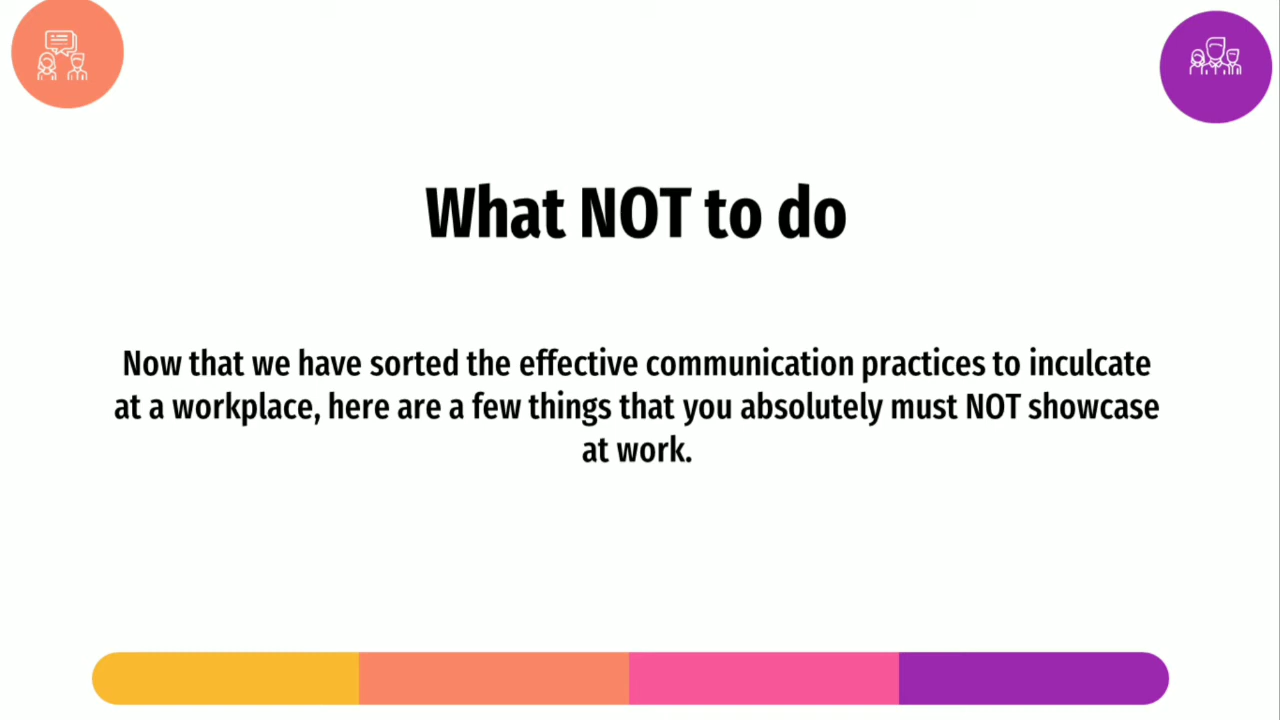 What NOT to do
Now that we have sorted the effective communication practices to inculcate
at a workplace, here are a few things that you absolutely must NOT showcase
at work.